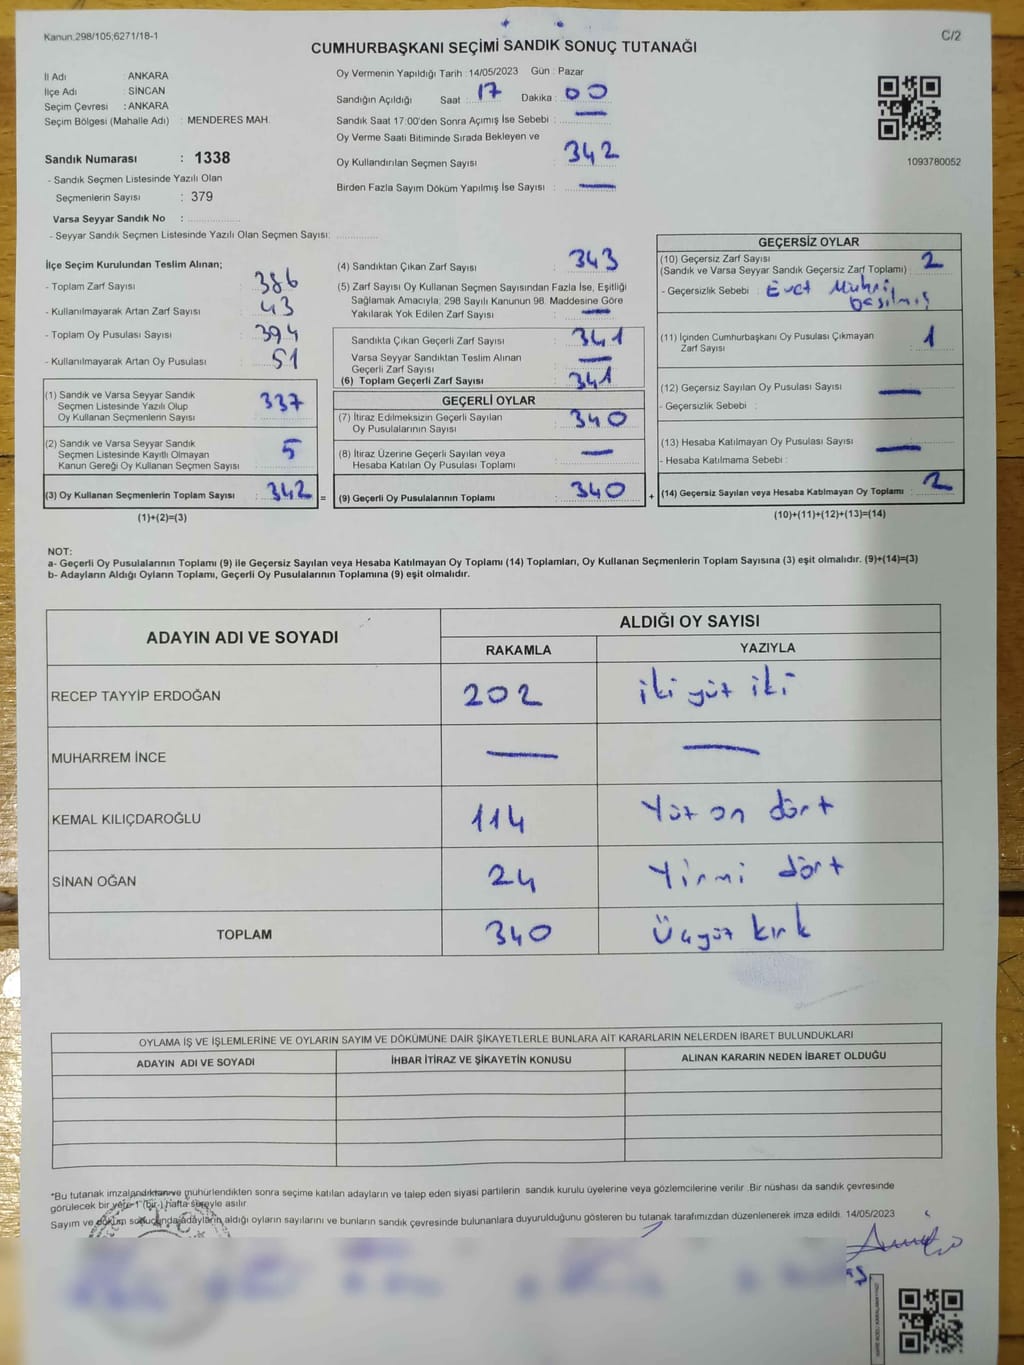 Kanun.298/105;6271/18-1
C/2
CUMHURBAŞKANI SEÇİMİ SANDIK SONUÇ TUTANAĞI
İl Adı : ANKARA
İlçe Adı : SİNCAN
Seçim Çevresi : ANKARA
Seçim Bölgesi (Mahalle Adı) : MENDERES MAH.
Sandık Numarası : 1338
- Sandık Seçmen Listesinde Yazılı Olan
Seçmenlerin Sayısı : 379
Varsa Seyyar Sandık No :
- Seyyar Sandık Seçmen Listesinde Yazılı Olan Seçmen Sayısı:
Oy Vermenin Yapıldığı Tarih : 14/05/2023 Gün : Pazar
Sandığın Açıldığı Saat : 17 Dakika : 00
Sandık Saat 17:00'den Sonra Açımış İse Sebebi : —
Oy Verme Saati Bitiminde Sırada Bekleyen ve
Oy Kullandırılan Seçmen Sayısı : 342
Birden Fazla Sayım Döküm Yapılmış İse Sayısı : —
1093780052
İlçe Seçim Kurulundan Teslim Alınan;
- Toplam Zarf Sayısı : 386
- Kullanılmayarak Artan Zarf Sayısı : 43
- Toplam Oy Pusulası Sayısı : 394
- Kullanılmayarak Artan Oy Pusulası : 51
(1) Sandık ve Varsa Seyyar Sandık
Seçmen Listesinde Yazılı Olup
Oy Kullanan Seçmenlerin Sayısı : 337
(2) Sandık ve Varsa Seyyar Sandık
Seçmen Listesinde Kayıtlı Olmayan
Kanun Gereği Oy Kullanan Seçmen Sayısı : 5
(3) Oy Kullanan Seçmenlerin Toplam Sayısı : 342 =
(1)+(2)=(3)
(4) Sandıktan Çıkan Zarf Sayısı : 343
(5) Zarf Sayısı Oy Kullanan Seçmen Sayısından Fazla İse, Eşitliği
Sağlamak Amacıyla, 298 Sayılı Kanunun 98. Maddesine Göre
Yakılarak Yok Edilen Zarf Sayısı : —
Sandıkta Çıkan Geçerli Zarf Sayısı : 341
Varsa Seyyar Sandıktan Teslim Alınan
Geçerli Zarf Sayısı : —
(6) Toplam Geçerli Zarf Sayısı : 341
GEÇERLİ OYLAR
(7) İtiraz Edilmeksizin Geçerli Sayılan
Oy Pusulalarının Sayısı : 340
(8) İtiraz Üzerine Geçerli Sayılan veya
Hesaba Katılan Oy Pusulası Toplamı : —
(9) Geçerli Oy Pusulalarının Toplamı : 340 +
GEÇERSİZ OYLAR
(10) Geçersiz Zarf Sayısı
(Sandık ve Varsa Seyyar Sandık Geçersiz Zarf Toplamı) : 2
- Geçersizlik Sebebi : Evet Mührü
basılmış
(11) İçinden Cumhurbaşkanı Oy Pusulası Çıkmayan
Zarf Sayısı : 1
(12) Geçersiz Sayılan Oy Pusulası Sayısı : —
- Geçersizlik Sebebi :
(13) Hesaba Katılmayan Oy Pusulası Sayısı : —
- Hesaba Katılmama Sebebi :
(14) Geçersiz Sayılan veya Hesaba Katılmayan Oy Toplamı : 2
(10)+(11)+(12)+(13)=(14)
NOT:
a- Geçerli Oy Pusulalarının Toplamı (9) ile Geçersiz Sayılan veya Hesaba Katılmayan Oy Toplamı (14) Toplamları, Oy Kullanan Seçmenlerin Toplam Sayısına (3) eşit olmalıdır. (9)+(14)=(3)
b- Adayların Aldığı Oyların Toplamı, Geçerli Oy Pusulalarının Toplamına (9) eşit olmalıdır.
ADAYIN ADI VE SOYADI ALDIĞI OY SAYISI
RAKAMLA YAZIYLA
RECEP TAYYİP ERDOĞAN 202 iki yüz iki
MUHARREM İNCE — —
KEMAL KILIÇDAROĞLU 114 Yüz on dört
SİNAN OĞAN 24 Yirmi dört
TOPLAM 340 Üçyüz kırk
OYLAMA İŞ VE İŞLEMLERİNE VE OYLARIN SAYIM VE DÖKÜMÜNE DAİR ŞİKAYETLERLE BUNLARA AİT KARARLARIN NELERDEN İBARET BULUNDUKLARI
ADAYIN ADI VE SOYADI İHBAR İTİRAZ VE ŞİKAYETİN KONUSU ALINAN KARARIN NEDEN İBARET OLDUĞU
*Bu tutanak imzalandıktan ve mühürlendikten sonra seçime katılan adayların ve talep eden siyasi partilerin sandık kurulu üyelerine veya gözlemcilerine verilir. Bir nüshası da sandık çevresinde
görülecek bir yere 1 (bir) hafta süreyle asılır.
Sayım ve döküm sonucunda adayların aldığı oyların sayılarını ve bunların sandık çevresinde bulunanlara duyurulduğunu gösteren bu tutanak tarafımızdan düzenlenerek imza edildi. 14/05/2023